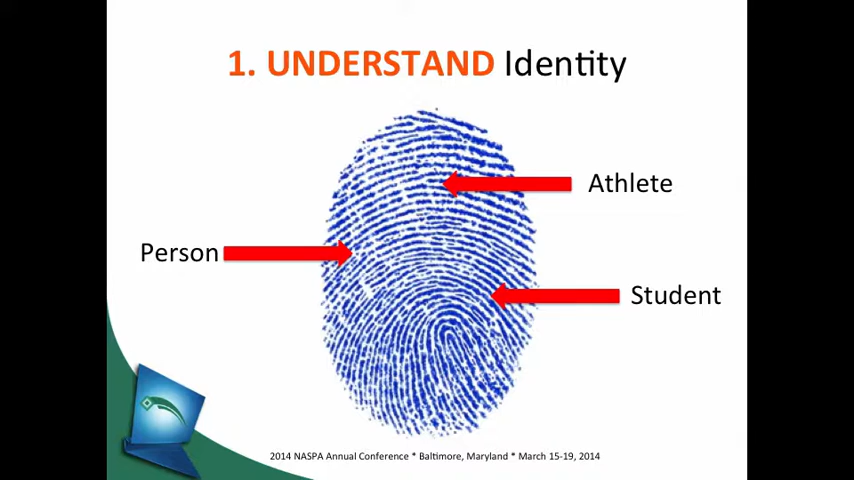 1. UNDERSTAND Identity
Athlete
Person
Student
2014 NASPA Annual Conference * Baltimore, Maryland * March 15-19, 2014